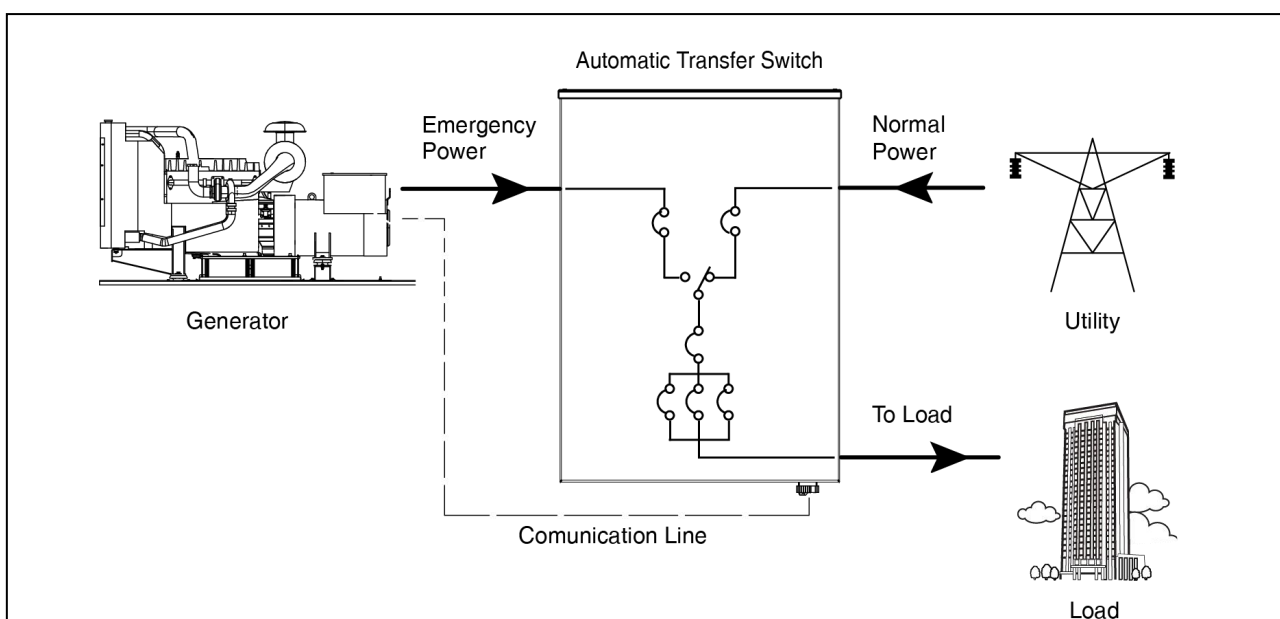 Automatic Transfer Switch
Emergency
Power
Normal
Power
Generator
Utility
To Load
Comunication Line
Load